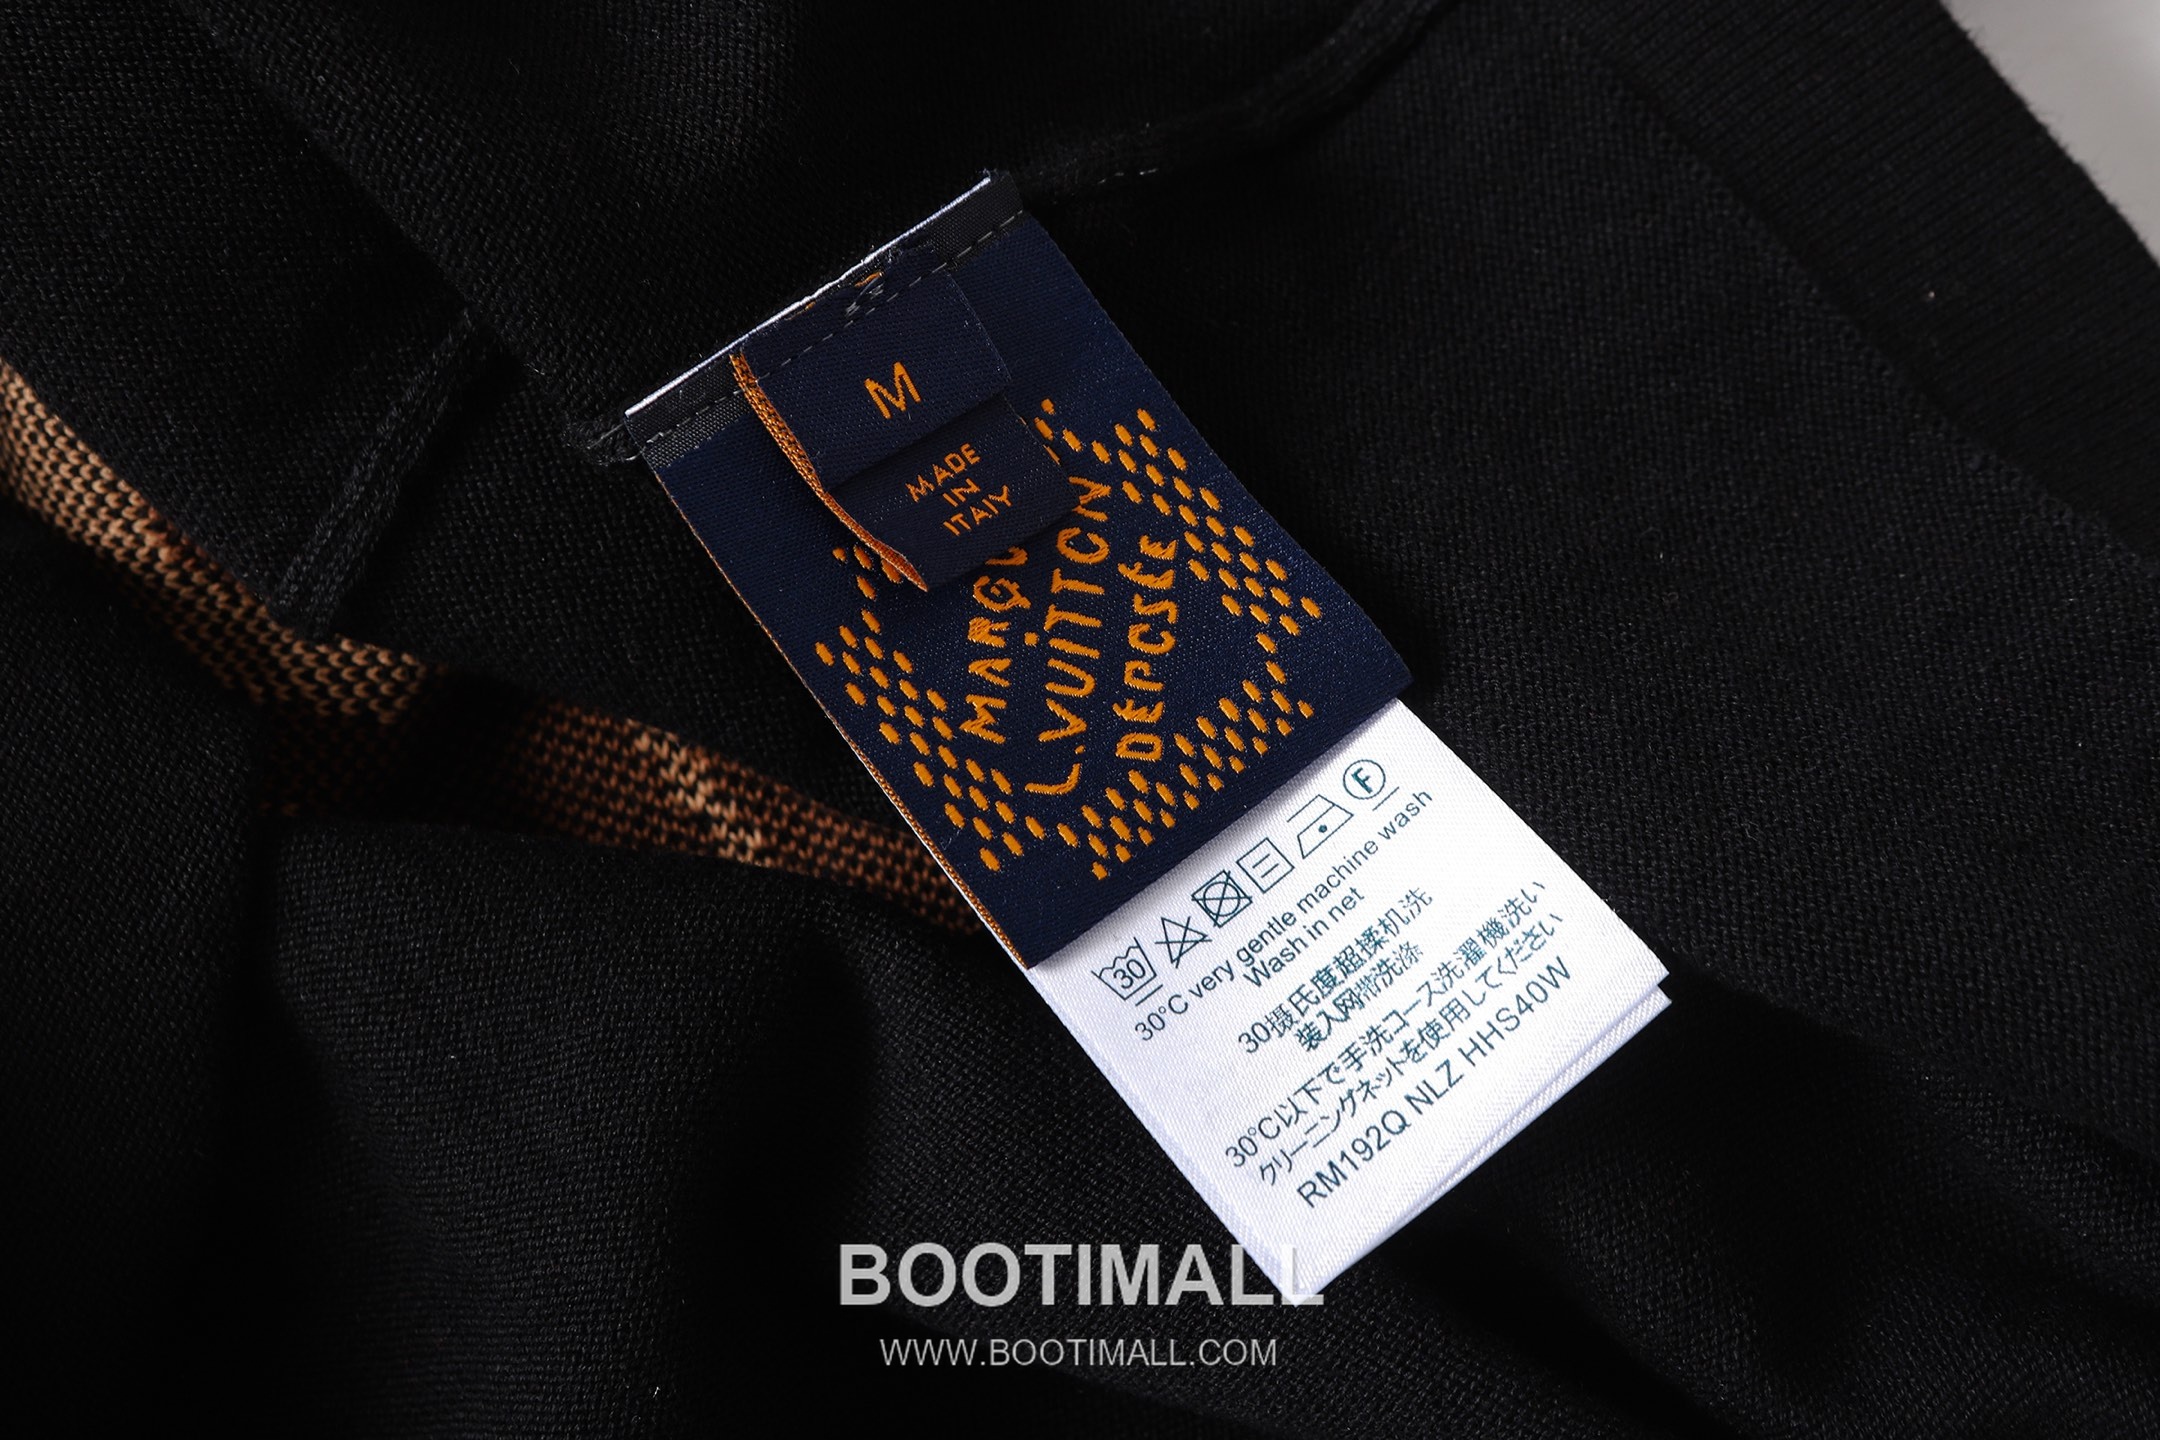 M
MADE
IN
ITALY
L.VUITTON
30
F
30°C very gentle machine wash
Wash in net
30摄氏度超揉机洗
装入网袋洗涤
30℃以下で手洗コース洗濯機洗い
クリーニングネットを使用してください
RM192Q NLZ HHS40W
BOOTIMALL
WWW.BOOTIMALL.COM